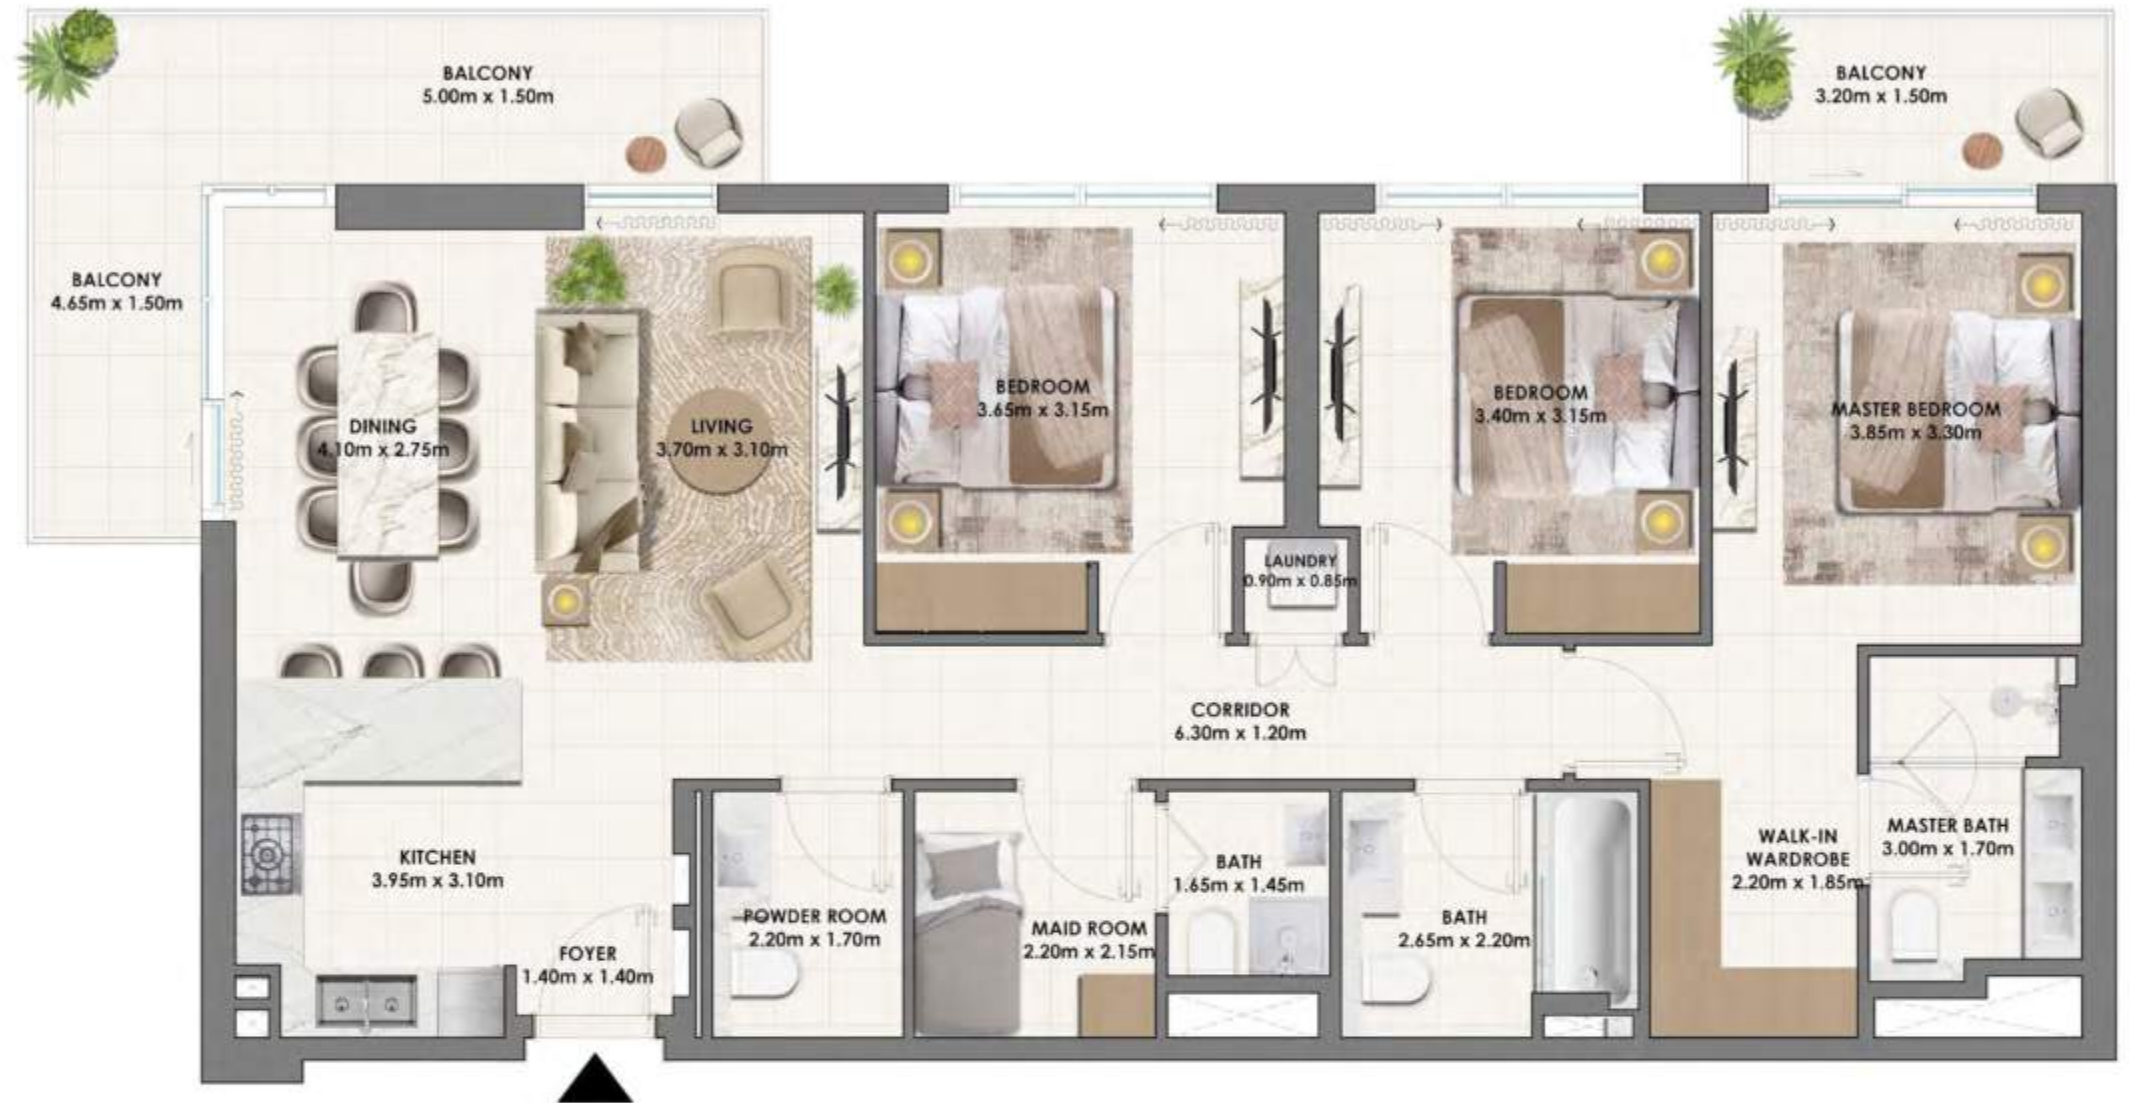 BALCONY
5.00m x 1.50m
BALCONY
3.20m x 1.50m
BALCONY
4.65m x 1.50m
DINING
4.10m x 2.75m
LIVING
3.70m x 3.10m
BEDROOM
3.65m x 3.15m
BEDROOM
3.40m x 3.15m
MASTER BEDROOM
3.85m x 3.30m
LAUNDRY
0.90m x 0.85m
CORRIDOR
6.30m x 1.20m
KITCHEN
3.95m x 3.10m
FOYER
1.40m x 1.40m
POWDER ROOM
2.20m x 1.70m
MAID ROOM
2.20m x 2.15m
BATH
1.65m x 1.45m
BATH
2.65m x 2.20m
WALK-IN
WARDROBE
2.20m x 1.85m
MASTER BATH
3.00m x 1.70m